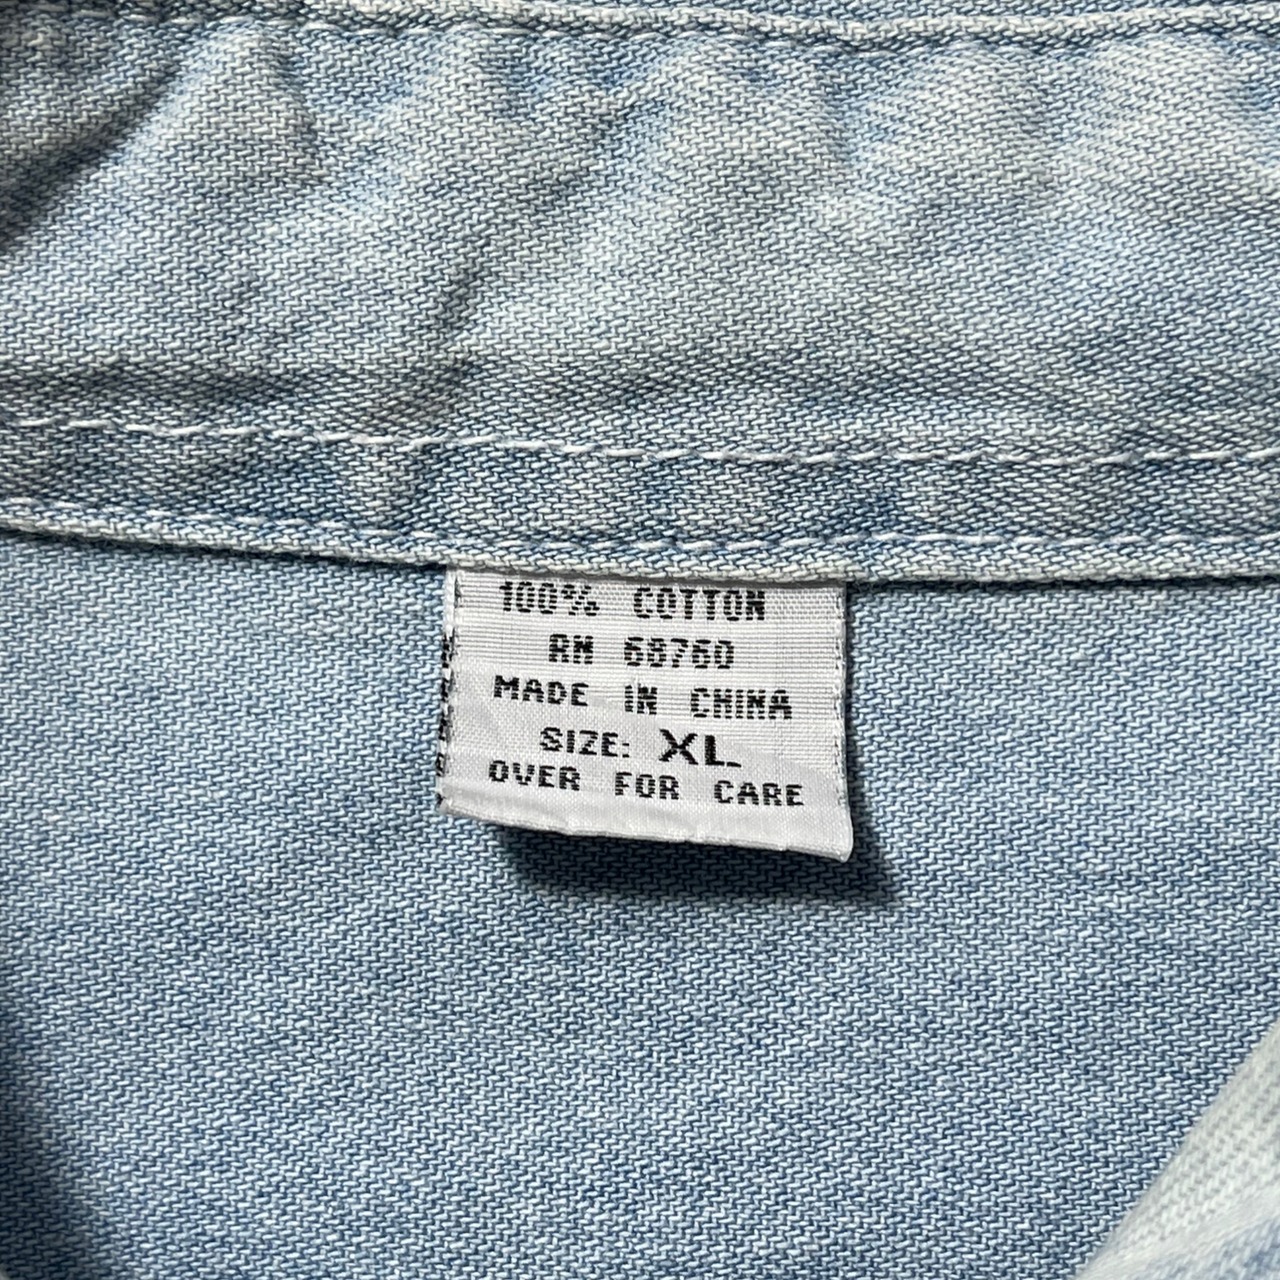 100% COTTON
RN 68760
MADE IN CHINA
SIZE: XL
OVER FOR CARE